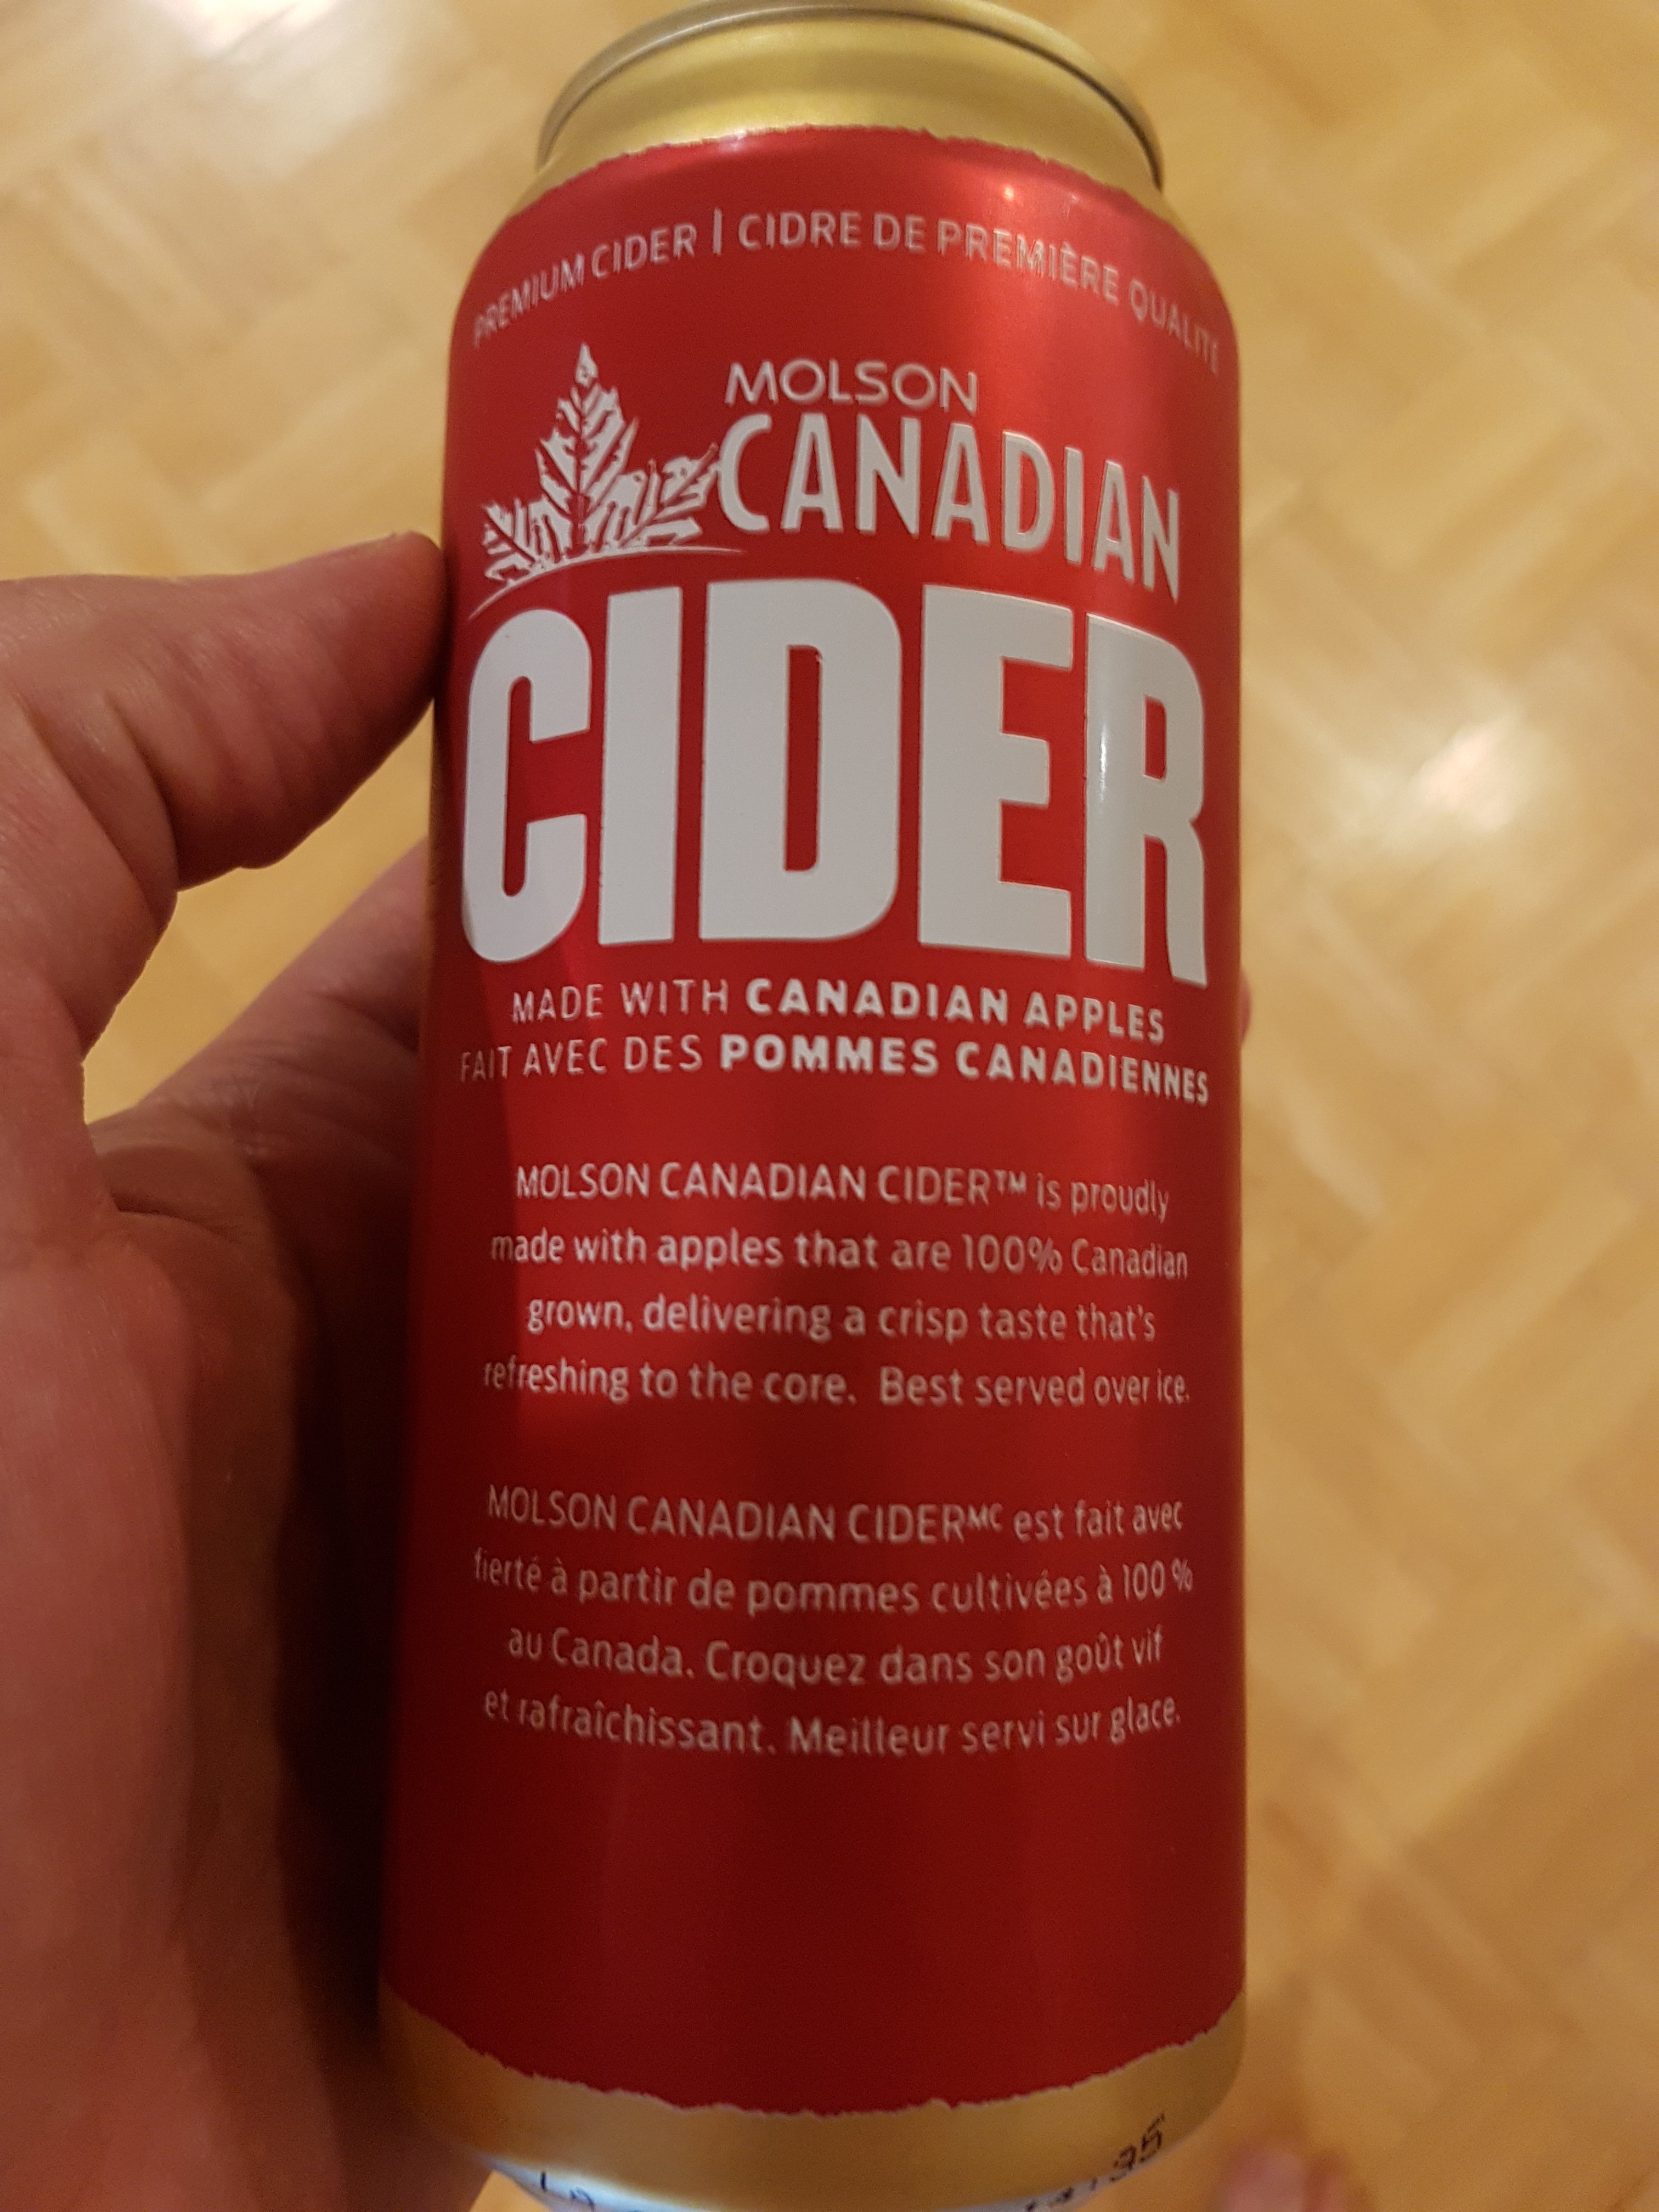 PREMIUM CIDER | CIDRE DE PREMIÈRE QUALITÉ
MOLSON
CANADIAN
CIDER
MADE WITH CANADIAN APPLES
FAIT AVEC DES POMMES CANADIENNES
MOLSON CANADIAN CIDER™ is proudly
made with apples that are 100% Canadian
grown, delivering a crisp taste that's
refreshing to the core. Best served over ice.
MOLSON CANADIAN CIDERᴹᶜ est fait avec
fierté à partir de pommes cultivées à 100 %
au Canada. Croquez dans son goût vif
et rafraîchissant. Meilleur servi sur glace.